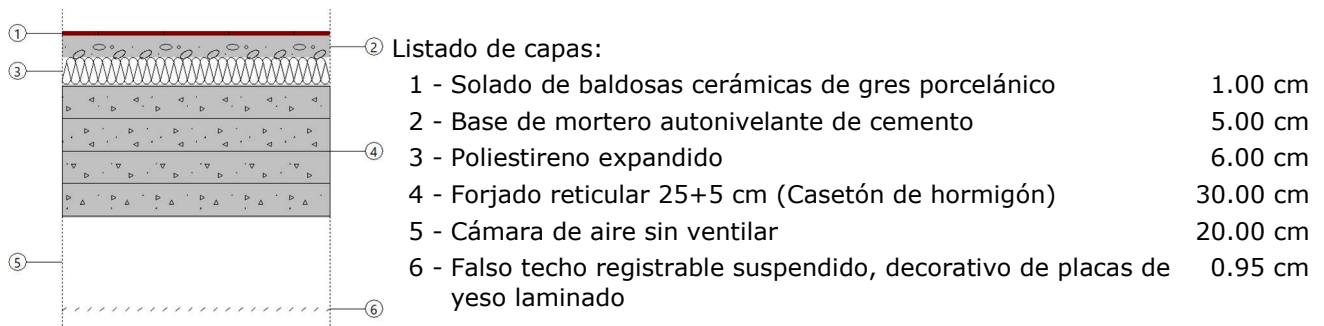 1
2
3
4
5
6
Listado de capas:
1 - Solado de baldosas cerámicas de gres porcelánico 1.00 cm
2 - Base de mortero autonivelante de cemento 5.00 cm
3 - Poliestireno expandido 6.00 cm
4 - Forjado reticular 25+5 cm (Casetón de hormigón) 30.00 cm
5 - Cámara de aire sin ventilar 20.00 cm
6 - Falso techo registrable suspendido, decorativo de placas de 0.95 cm
yeso laminado